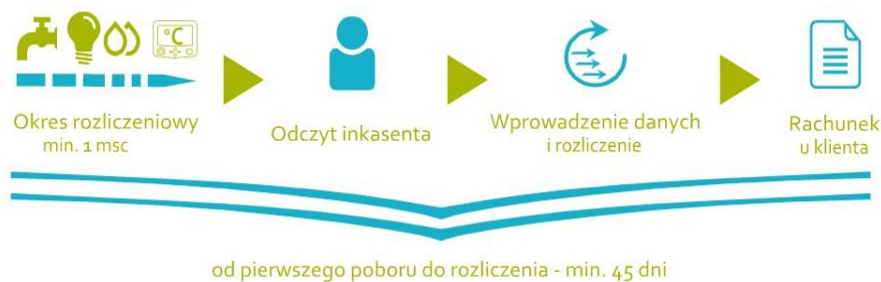 °C
Okres rozliczeniowy
min. 1 msc
Odczyt inkasenta
Wprowadzenie danych
i rozliczenie
Rachunek
u klienta
od pierwszego poboru do rozliczenia - min. 45 dni